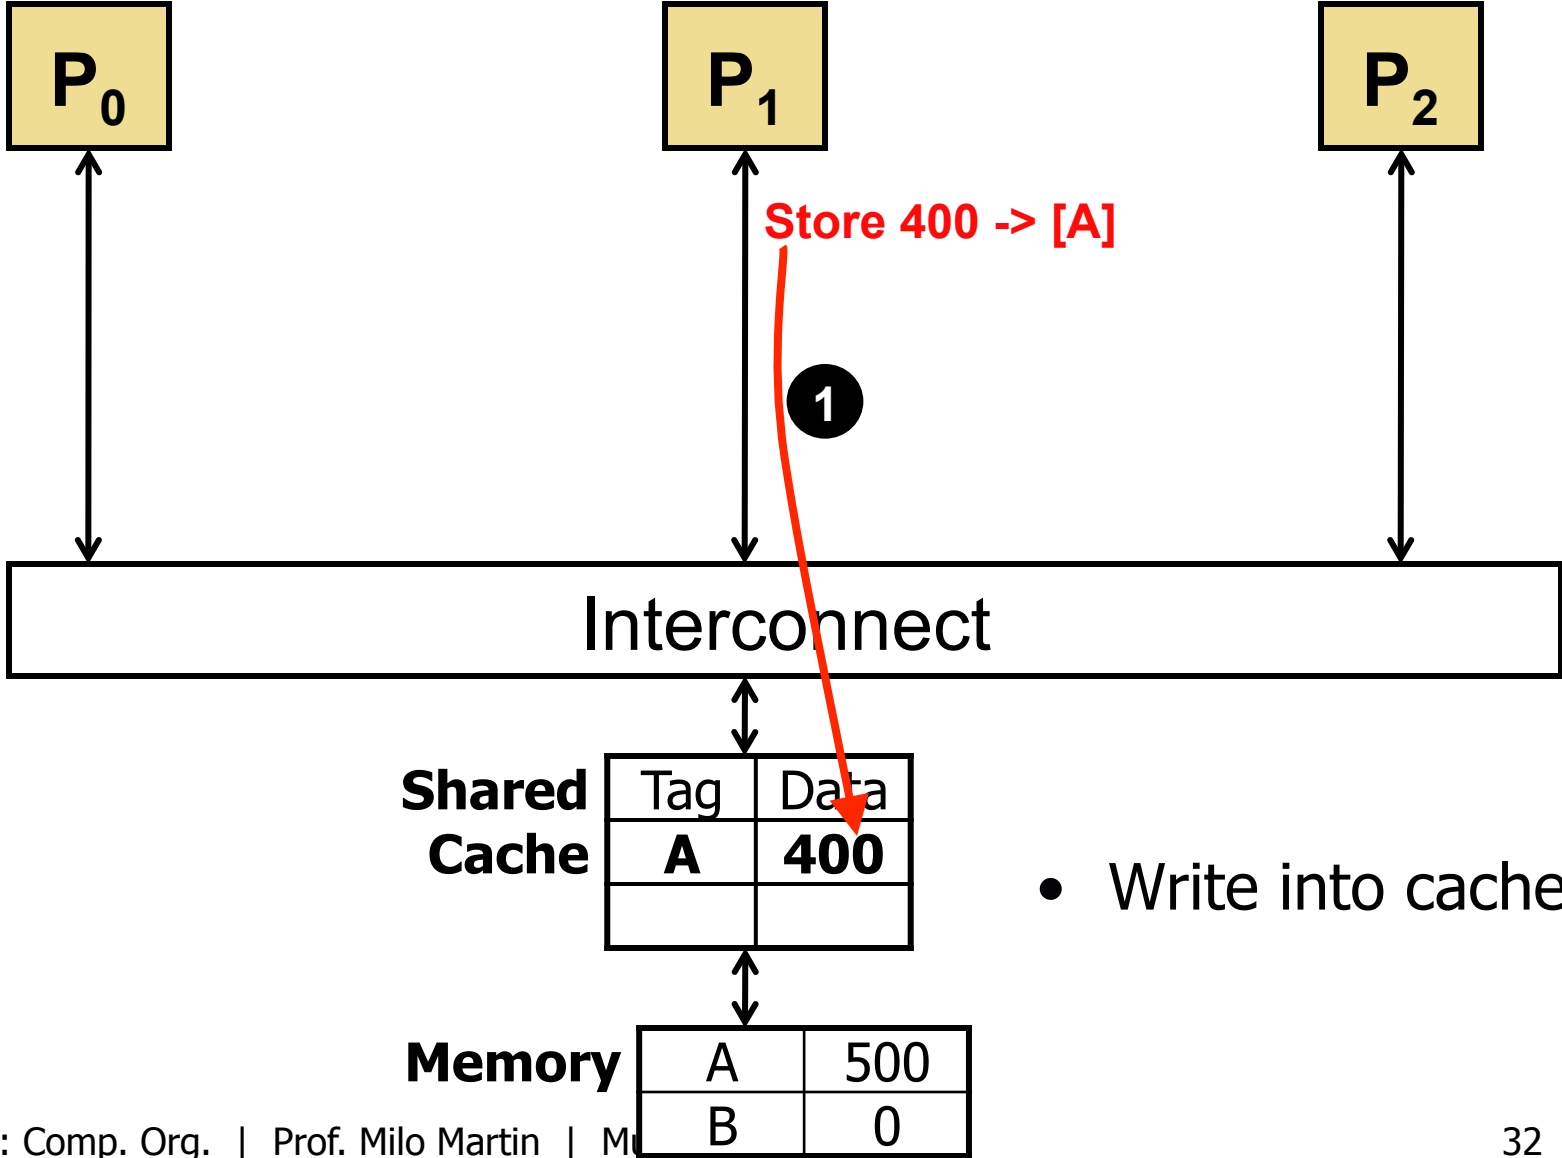 P0 P1 P2
Store 400 -> [A]
1
Interconnect
Shared Cache
Tag Data
A 400
• Write into cache
Memory
A 500
B 0
: Comp. Org. | Prof. Milo Martin |
32